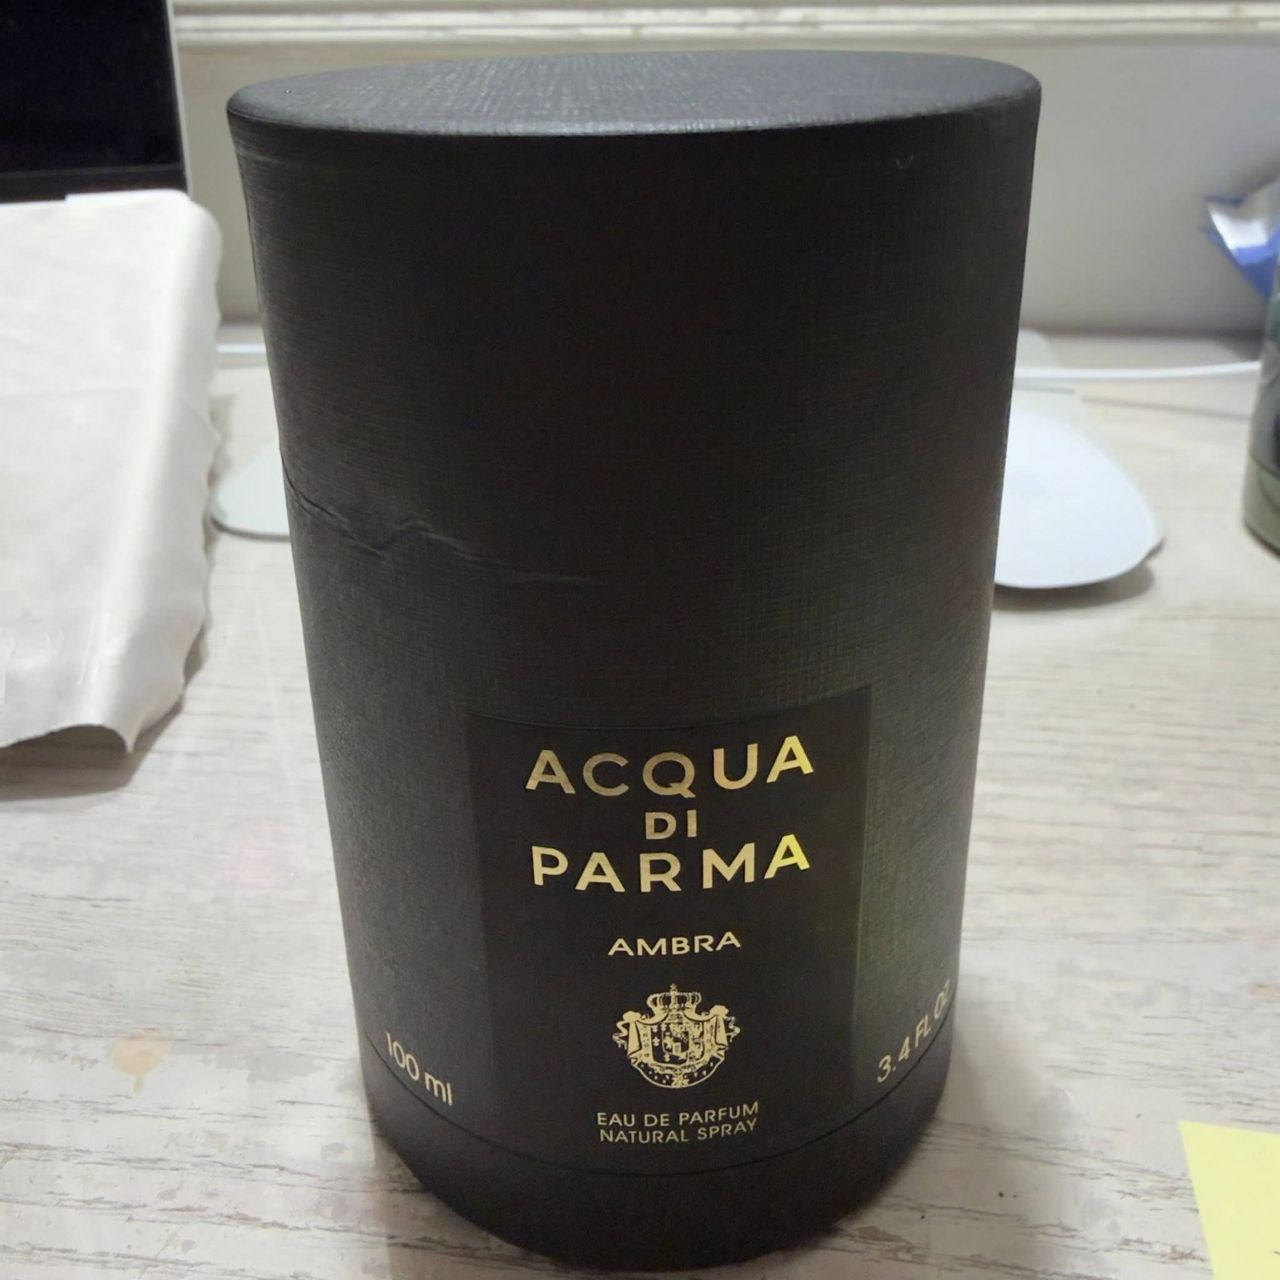 ACQUA
DI
PARMA
AMBRA
100 ml
3.4 FL OZ
EAU DE PARFUM
NATURAL SPRAY